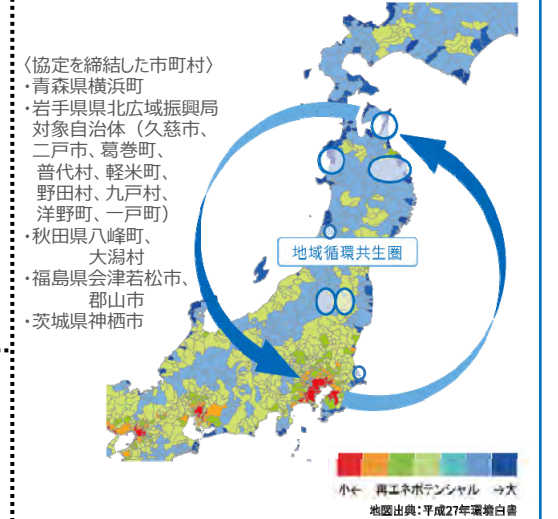 〈協定を締結した市町村〉
・青森県横浜町
・岩手県県北広域振興局
対象自治体（久慈市、
二戸市、葛巻町、
普代村、軽米町、
野田村、九戸村、
洋野町、一戸町）
・秋田県八峰町、
大潟村
・福島県会津若松市、
郡山市
・茨城県神栖市
地域循環共生圏
小← 再エネポテンシャル →大
地図出典：平成27年環境白書